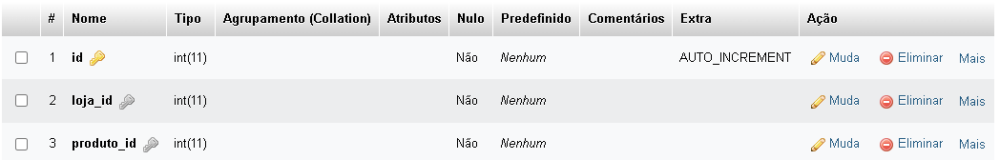 # Nome Tipo Agrupamento (Collation) Atributos Nulo Predefinido Comentários Extra Ação
1 id int(11) Não Nenhum AUTO_INCREMENT Muda Eliminar Mais
2 loja_id int(11) Não Nenhum Muda Eliminar Mais
3 produto_id int(11) Não Nenhum Muda Eliminar Mais